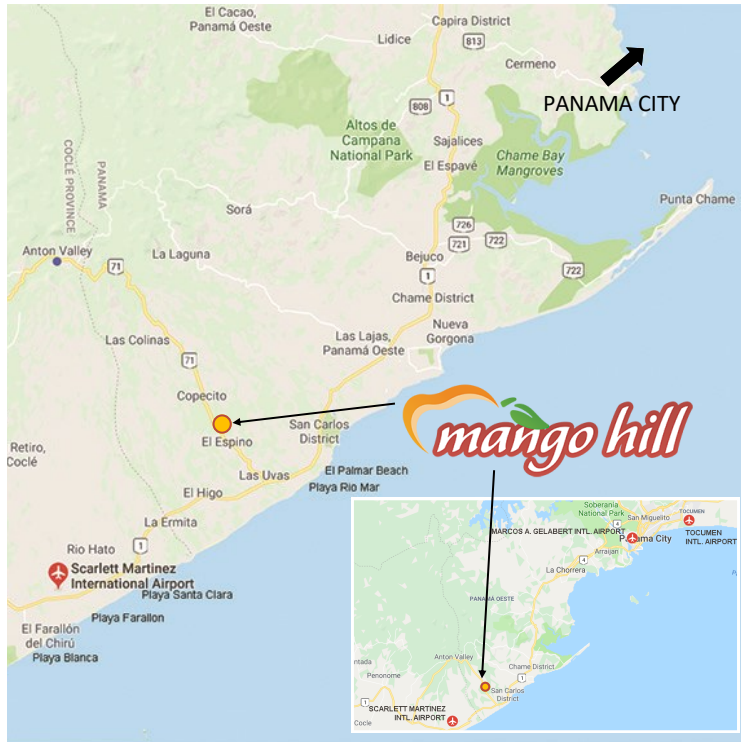 El Cacao,
Panamá Oeste
Capira District
Lidice
813
Cermeno
PANAMA CITY
808
1
Altos de
Campana
National Park
Sajalices
El Espavé
Chame Bay
Mangroves
COCLÉ PROVINCE
PANAMA
Punta Chame
Sorá
726
721
722
Anton Valley
La Laguna
71
Bejuco
722
1
Chame District
Las Colinas
Las Lajas,
Panamá Oeste
Nueva
Gorgona
71
Copecito
mango hill
El Espino
San Carlos
District
Retiro,
Coclé
Las Uvas
El Palmar Beach
El Higo
Playa Rio Mar
La Ermita
1
Rio Hato
Scarlett Martinez
International Airport
Playa Santa Clara
Playa Farallon
El Farallón
del Chirú
Playa Blanca
Soberania
National Park
San Miguelito
TOCUMEN
MARCOS A. GELABERT INTL. AIRPORT
4
Panama City
TOCUMEN
INTL. AIRPORT
Arraijan
4
La Chorrera
PANAMÁ OESTE
Anton Valley
Chame District
ntada
Penonome
1
San Carlos
District
SCARLETT MARTINEZ
INTL. AIRPORT
1
Cocle